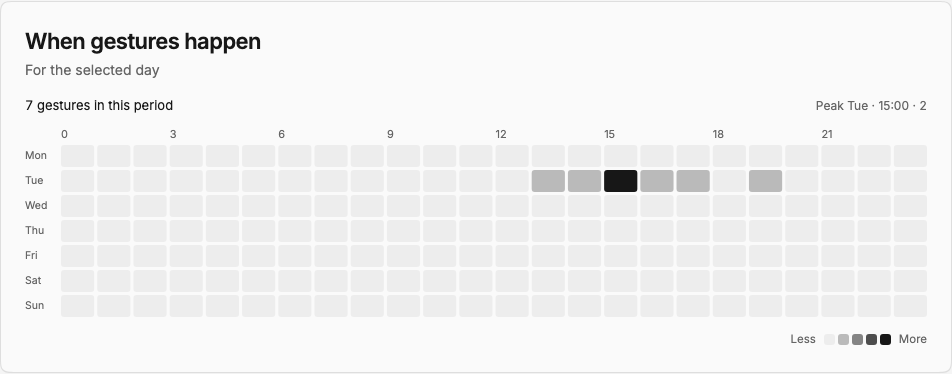 When gestures happen
For the selected day
7 gestures in this period
Peak Tue · 15:00 · 2
0 3 6 9 12 15 18 21
Mon
Tue
Wed
Thu
Fri
Sat
Sun
Less More